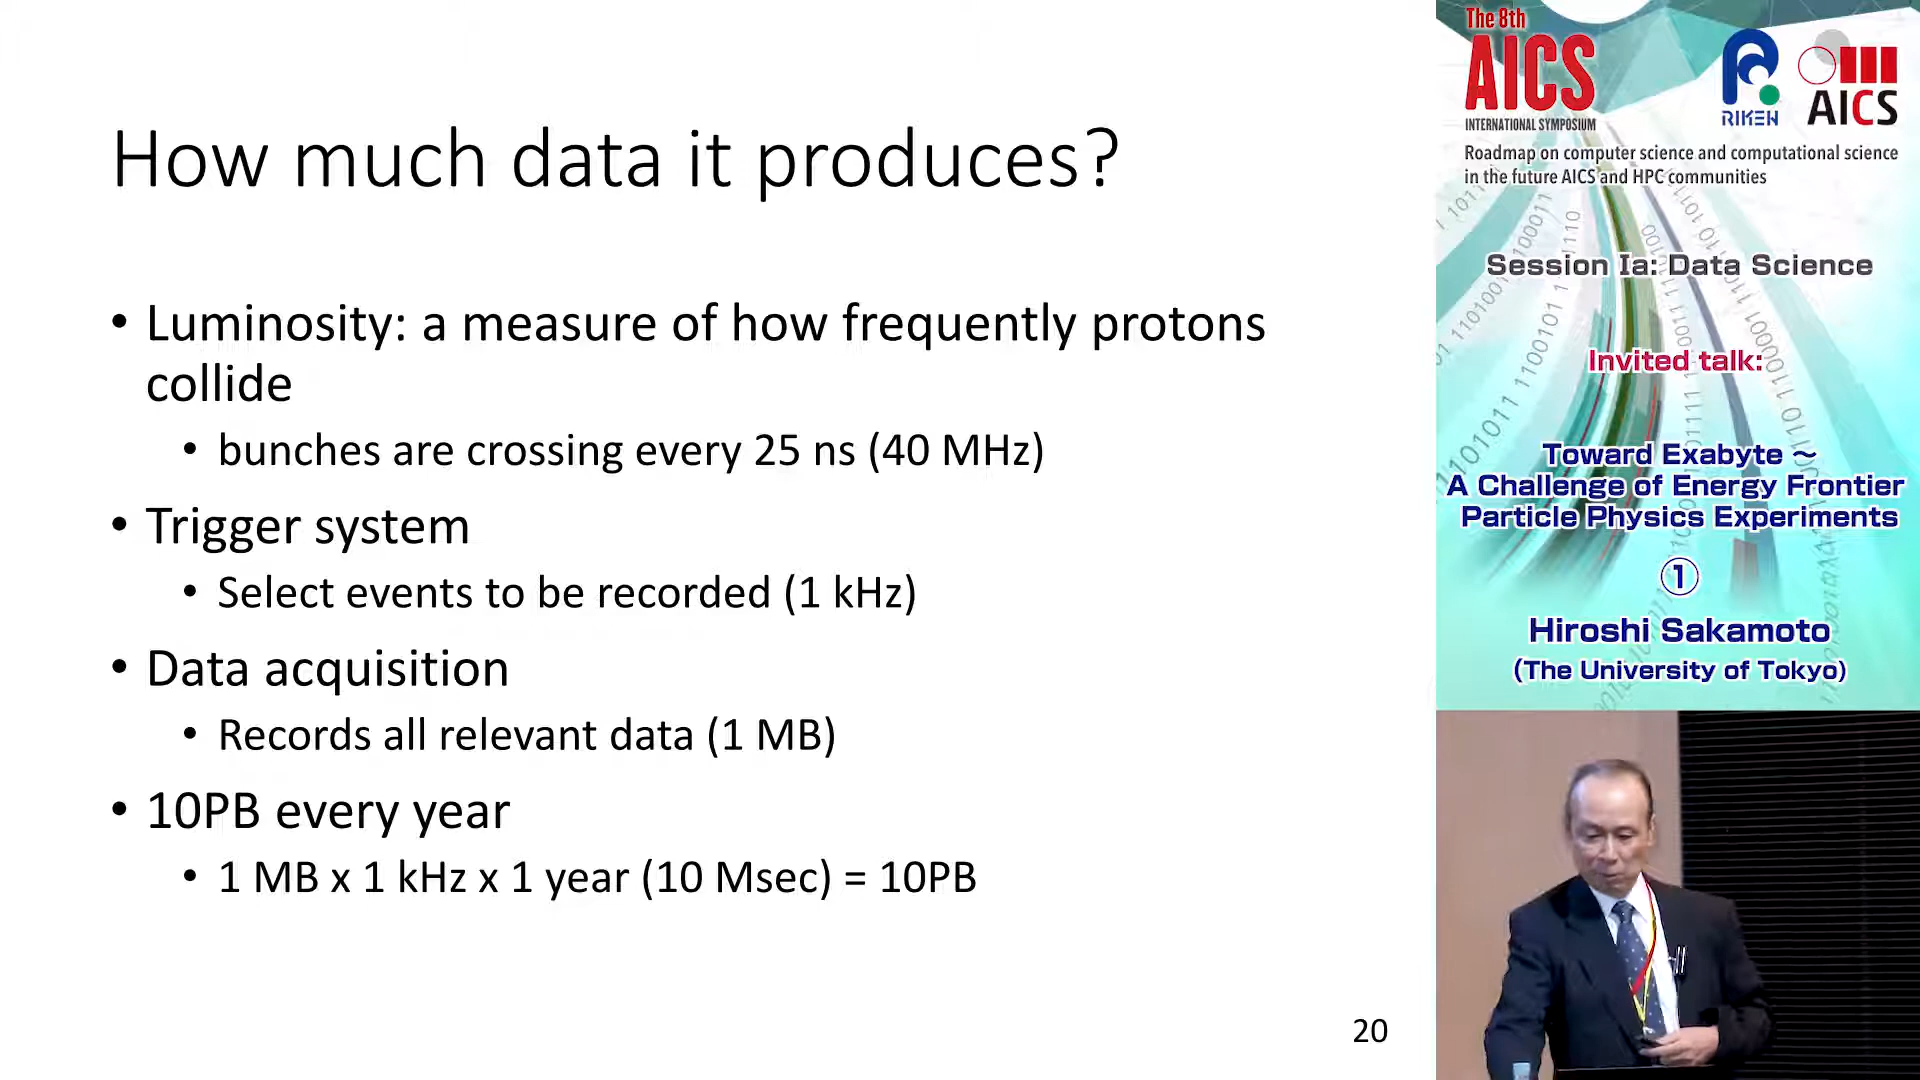 How much data it produces?
• Luminosity: a measure of how frequently protons
collide
• bunches are crossing every 25 ns (40 MHz)
• Trigger system
• Select events to be recorded (1 kHz)
• Data acquisition
• Records all relevant data (1 MB)
• 10PB every year
• 1 MB x 1 kHz x 1 year (10 Msec) = 10PB
20
The 8th
AICS
INTERNATIONAL SYMPOSIUM
RIKEN
AICS
Roadmap on computer science and computational science
in the future AICS and HPC communities
Session Ia: Data Science
Invited talk:
Toward Exabyte ~
A Challenge of Energy Frontier
Particle Physics Experiments
①
Hiroshi Sakamoto
(The University of Tokyo)